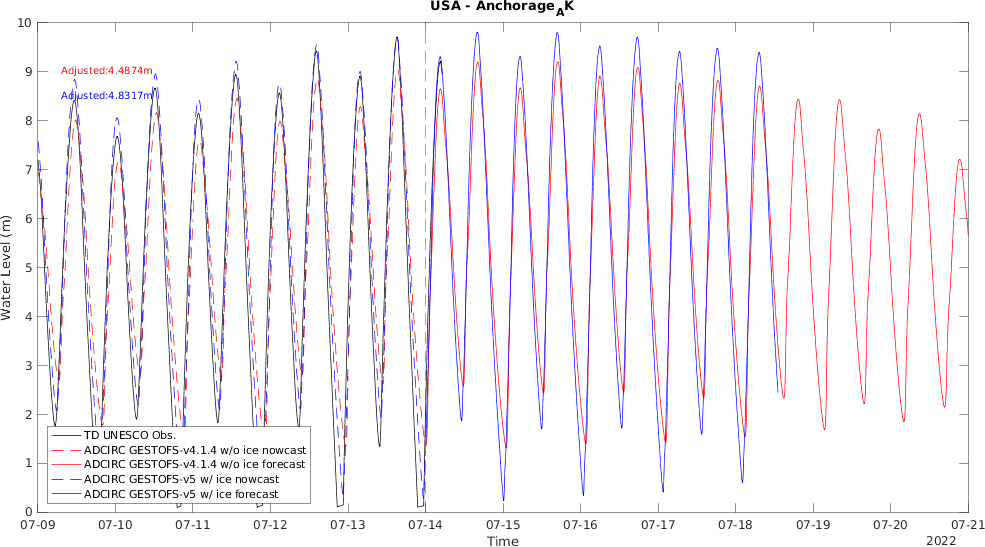 USA - AnchorageAK
10
9
8
7
6
5
4
3
2
1
0
Water Level (m)
Adjusted:4.4874m
Adjusted:4.8317m
TD UNESCO Obs.
ADCIRC GESTOFS-v4.1.4 w/o ice nowcast
ADCIRC GESTOFS-v4.1.4 w/o ice forecast
ADCIRC GESTOFS-v5 w/ ice nowcast
ADCIRC GESTOFS-v5 w/ ice forecast
07-09 07-10 07-11 07-12 07-13 07-14 07-15 07-16 07-17 07-18 07-19 07-20 07-21
Time
2022